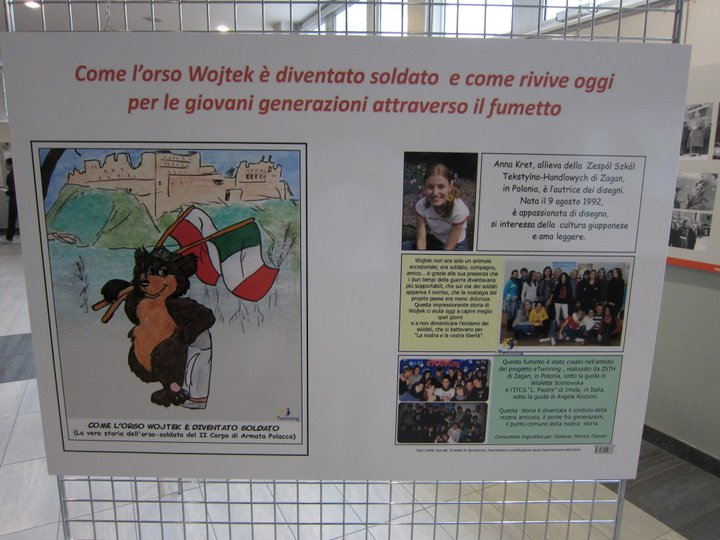 Come l'orso Wojtek è diventato soldato e come rivive oggi
per le giovani generazioni attraverso il fumetto
Twinning
COME L'ORSO WOJTEK È DIVENTATO SOLDATO
(La vera storia dell'orso-soldato del II Corpo di Armata Polacco)
Anna Kret, allieva della Zespół Szkół
Tekstylno-Handlowych di Zagan,
in Polonia, è l'autrice dei disegni.
Nata il 9 agosto 1992,
è appassionata di disegno,
si interessa della cultura giapponese
e ama leggere.
Wojtek non era solo un animale
eccezionale; era soldato, compagno,
amico...è grazie alla sua presenza che
i duri tempi della guerra diventavano
più sopportabili, che sui visi dei soldati
appariva il sorriso, che la nostalgia del
proprio paese era meno dolorosa.
Questa impressionante storia di
Wojtek ci aiuta oggi a capire meglio
quei giorni
e a non dimenticare l'eroismo dei
soldati, che si battevano per
"La nostra e la vostra libertà".
Twinning
Questo fumetto è stato creato nell'ambito
del progetto eTwinning , realizzato da ZSTH
di Zagan, in Polonia, sotto la guida di
Wioletta Sosnowska
e l'ITCG "L. Paolini" di Imola, in Italia,
sotto la guida di Angela Ricconi.
Questa storia è diventata il simbolo della
nostra amicizia, il ponte fra generazioni,
il punto comune della nostra storia.
Consulenza linguistica per l'italiano: Monica Tassoni